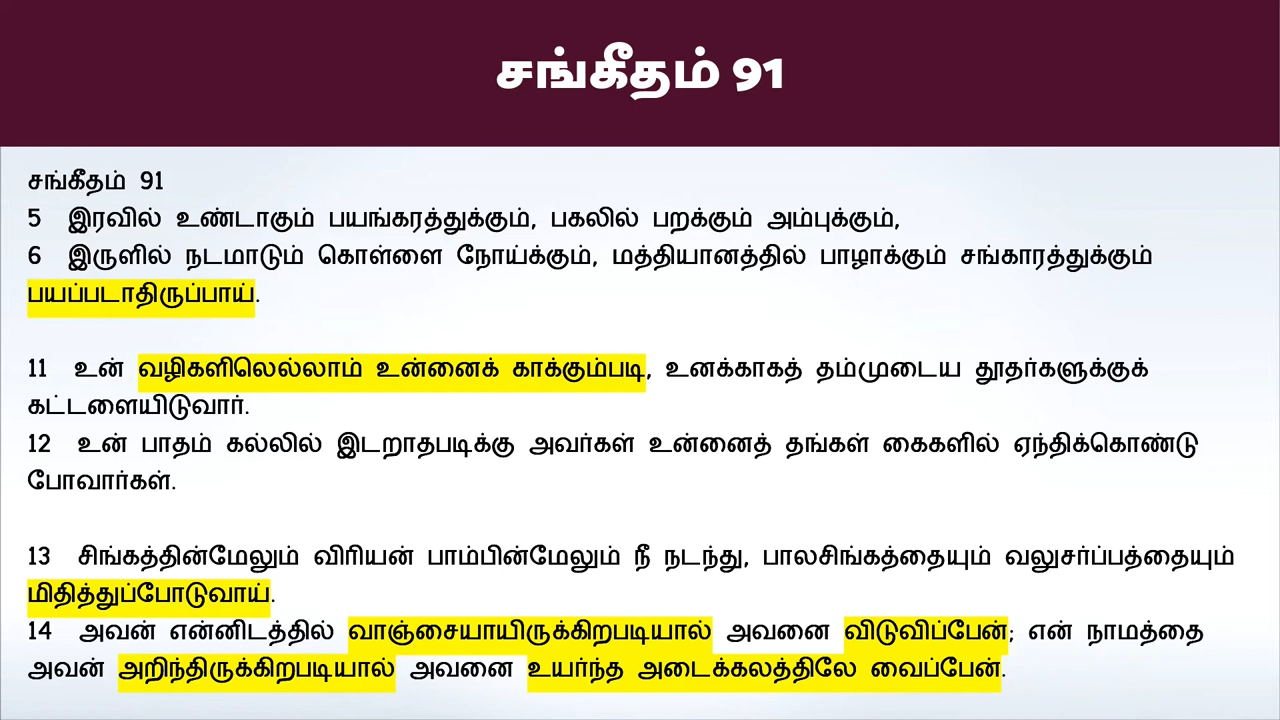 சங்கீதம் 91
சங்கீதம் 91
5 இரவில் உண்டாகும் பயங்கரத்துக்கும், பகலில் பறக்கும் அம்புக்கும்,
6 இருளில் நடமாடும் கொள்ளை நோய்க்கும், மத்தியானத்தில் பாழாக்கும் சங்காரத்துக்கும்
பயப்படாதிருப்பாய்.
11 உன் வழிகளிலெல்லாம் உன்னைக் காக்கும்படி, உனக்காகத் தம்முடைய தூதர்களுக்குக்
கட்டளையிடுவார்.
12 உன் பாதம் கல்லில் இடறாதபடிக்கு அவர்கள் உன்னைத் தங்கள் கைகளில் ஏந்திக்கொண்டு
போவார்கள்.
13 சிங்கத்தின்மேலும் விரியன் பாம்பின்மேலும் நீ நடந்து, பாலசிங்கத்தையும் வலுசர்ப்பத்தையும்
மிதித்துப்போடுவாய்.
14 அவன் என்னிடத்தில் வாஞ்சையாயிருக்கிறபடியால் அவனை விடுவிப்பேன்; என் நாமத்தை
அவன் அறிந்திருக்கிறபடியால் அவனை உயர்ந்த அடைக்கலத்திலே வைப்பேன்.